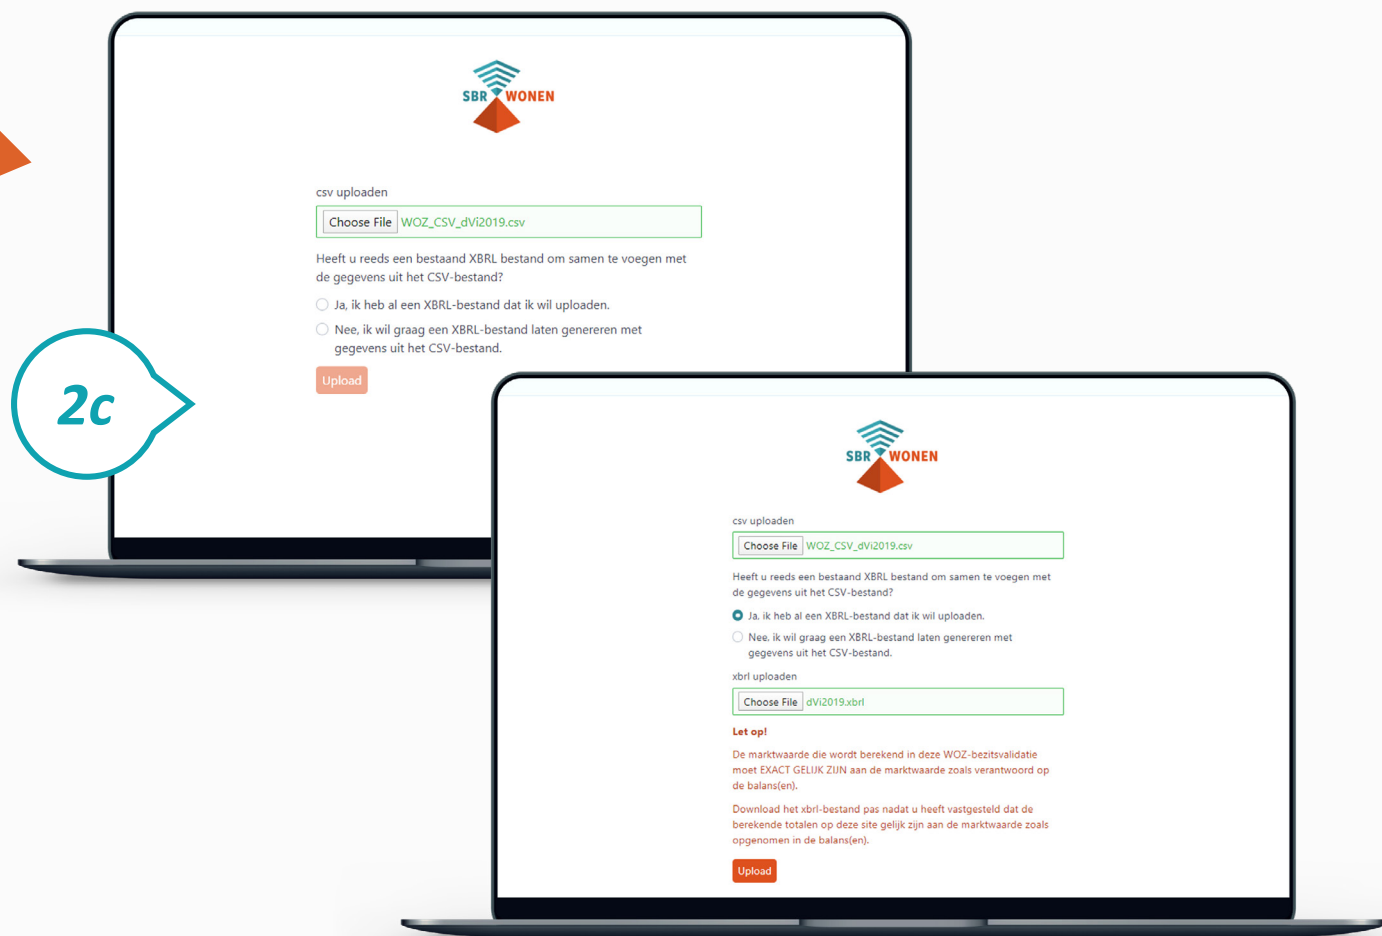 SBR WONEN
csv uploaden
Choose File WOZ_CSV_dVi2019.csv
Heeft u reeds een bestaand XBRL bestand om samen te voegen met
de gegevens uit het CSV-bestand?
Ja, ik heb al een XBRL-bestand dat ik wil uploaden.
Nee, ik wil graag een XBRL-bestand laten genereren met
gegevens uit het CSV-bestand.
Upload
2c
SBR WONEN
csv uploaden
Choose File WOZ_CSV_dVi2019.csv
Heeft u reeds een bestaand XBRL bestand om samen te voegen met
de gegevens uit het CSV-bestand?
Ja, ik heb al een XBRL-bestand dat ik wil uploaden.
Nee, ik wil graag een XBRL-bestand laten genereren met
gegevens uit het CSV-bestand.
xbrl uploaden
Choose File dVi2019.xbrl
Let op!
De marktwaarde die wordt berekend in deze WOZ-bezitsvalidatie
moet EXACT GELIJK ZIJN aan de marktwaarde zoals verantwoord op
de balans(en).
Download het xbrl-bestand pas nadat u heeft vastgesteld dat de
berekende totalen op deze site gelijk zijn aan de marktwaarde zoals
opgenomen in de balans(en).
Upload